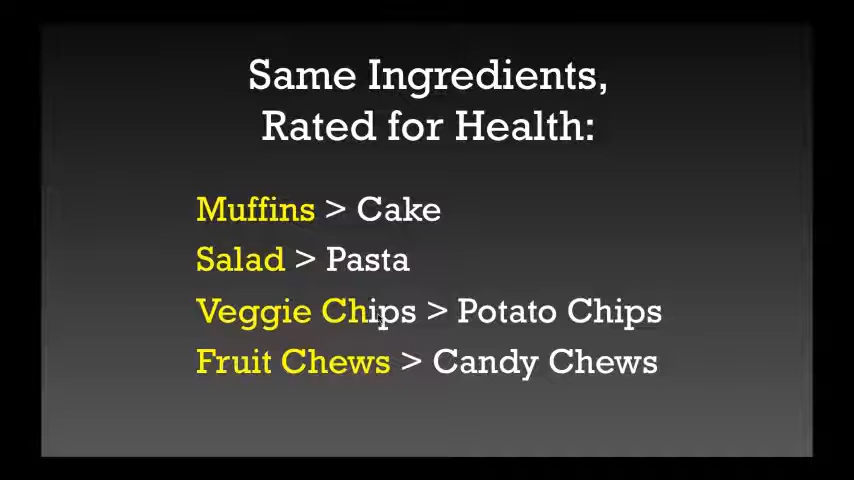 Same Ingredients,
Rated for Health:
Muffins > Cake
Salad > Pasta
Veggie Chips > Potato Chips
Fruit Chews > Candy Chews